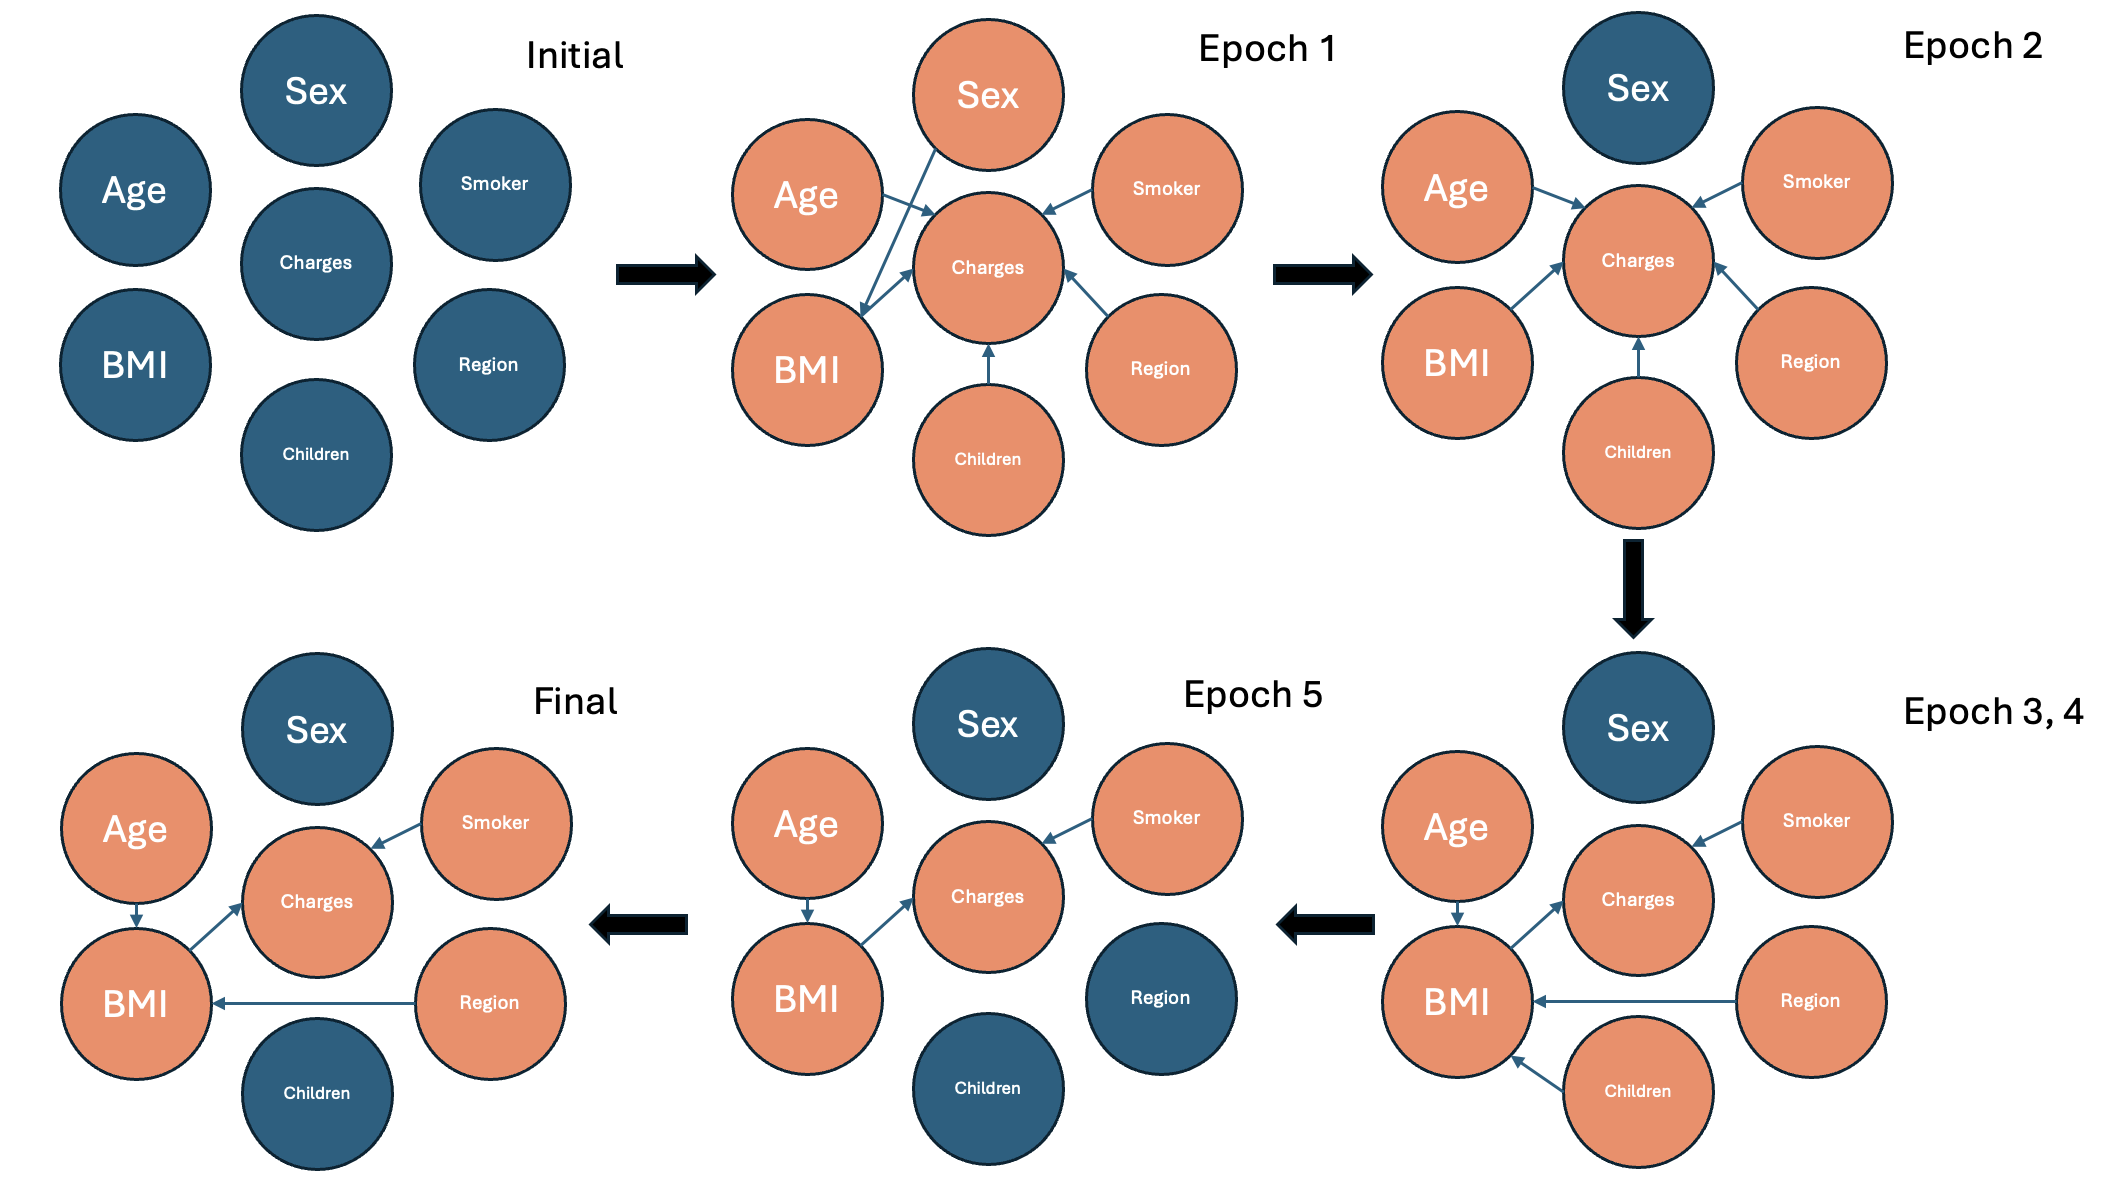 Initial
Sex
Age
Smoker
Charges
BMI
Region
Children
Epoch 1
Sex
Age
Smoker
Charges
BMI
Region
Children
Epoch 2
Sex
Age
Smoker
Charges
BMI
Region
Children
Epoch 3, 4
Sex
Age
Smoker
Charges
BMI
Region
Children
Epoch 5
Sex
Age
Smoker
Charges
BMI
Region
Children
Final
Sex
Age
Smoker
Charges
BMI
Region
Children